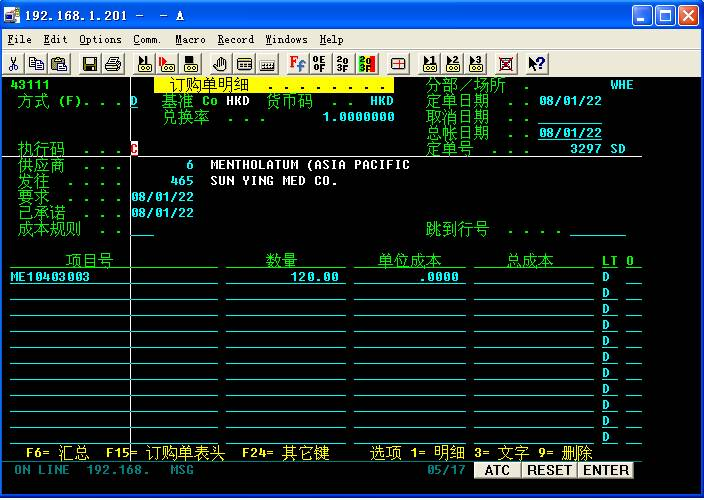 192.168.1.201 - - A
File Edit Options Comm. Macro Record Windows Help
43111 订购单明细 . . . . . . . . 分部／场所 . WHE
方式 (F). . . D 基准 Co HKD 货币码 . . HKD 定单日期 . . 08/01/22
兑换率 . . . 1.0000000 取消日期 . .
总帐日期 . . 08/01/22
执行码 . . . C 定单号 . . . 3297 SD
供应商 . . . 6 MENTHOLATUM (ASIA PACIFIC
发往 . . . . 465 SUN YING MED CO.
要求 . . . . 08/01/22
已承诺 . . . 08/01/22
成本规则 . . 跳到行号 . . . .
项目号 数量 单位成本 总成本 LT O
ME10403003 120.00 .0000 D
D
D
D
D
D
D
D
D
D
D
F6= 汇总 F15= 订购单表头 F24= 其它键 选项 1= 明细 3= 文字 9= 删除
ON LINE 192.168. MSG 05/17 ATC RESET ENTER